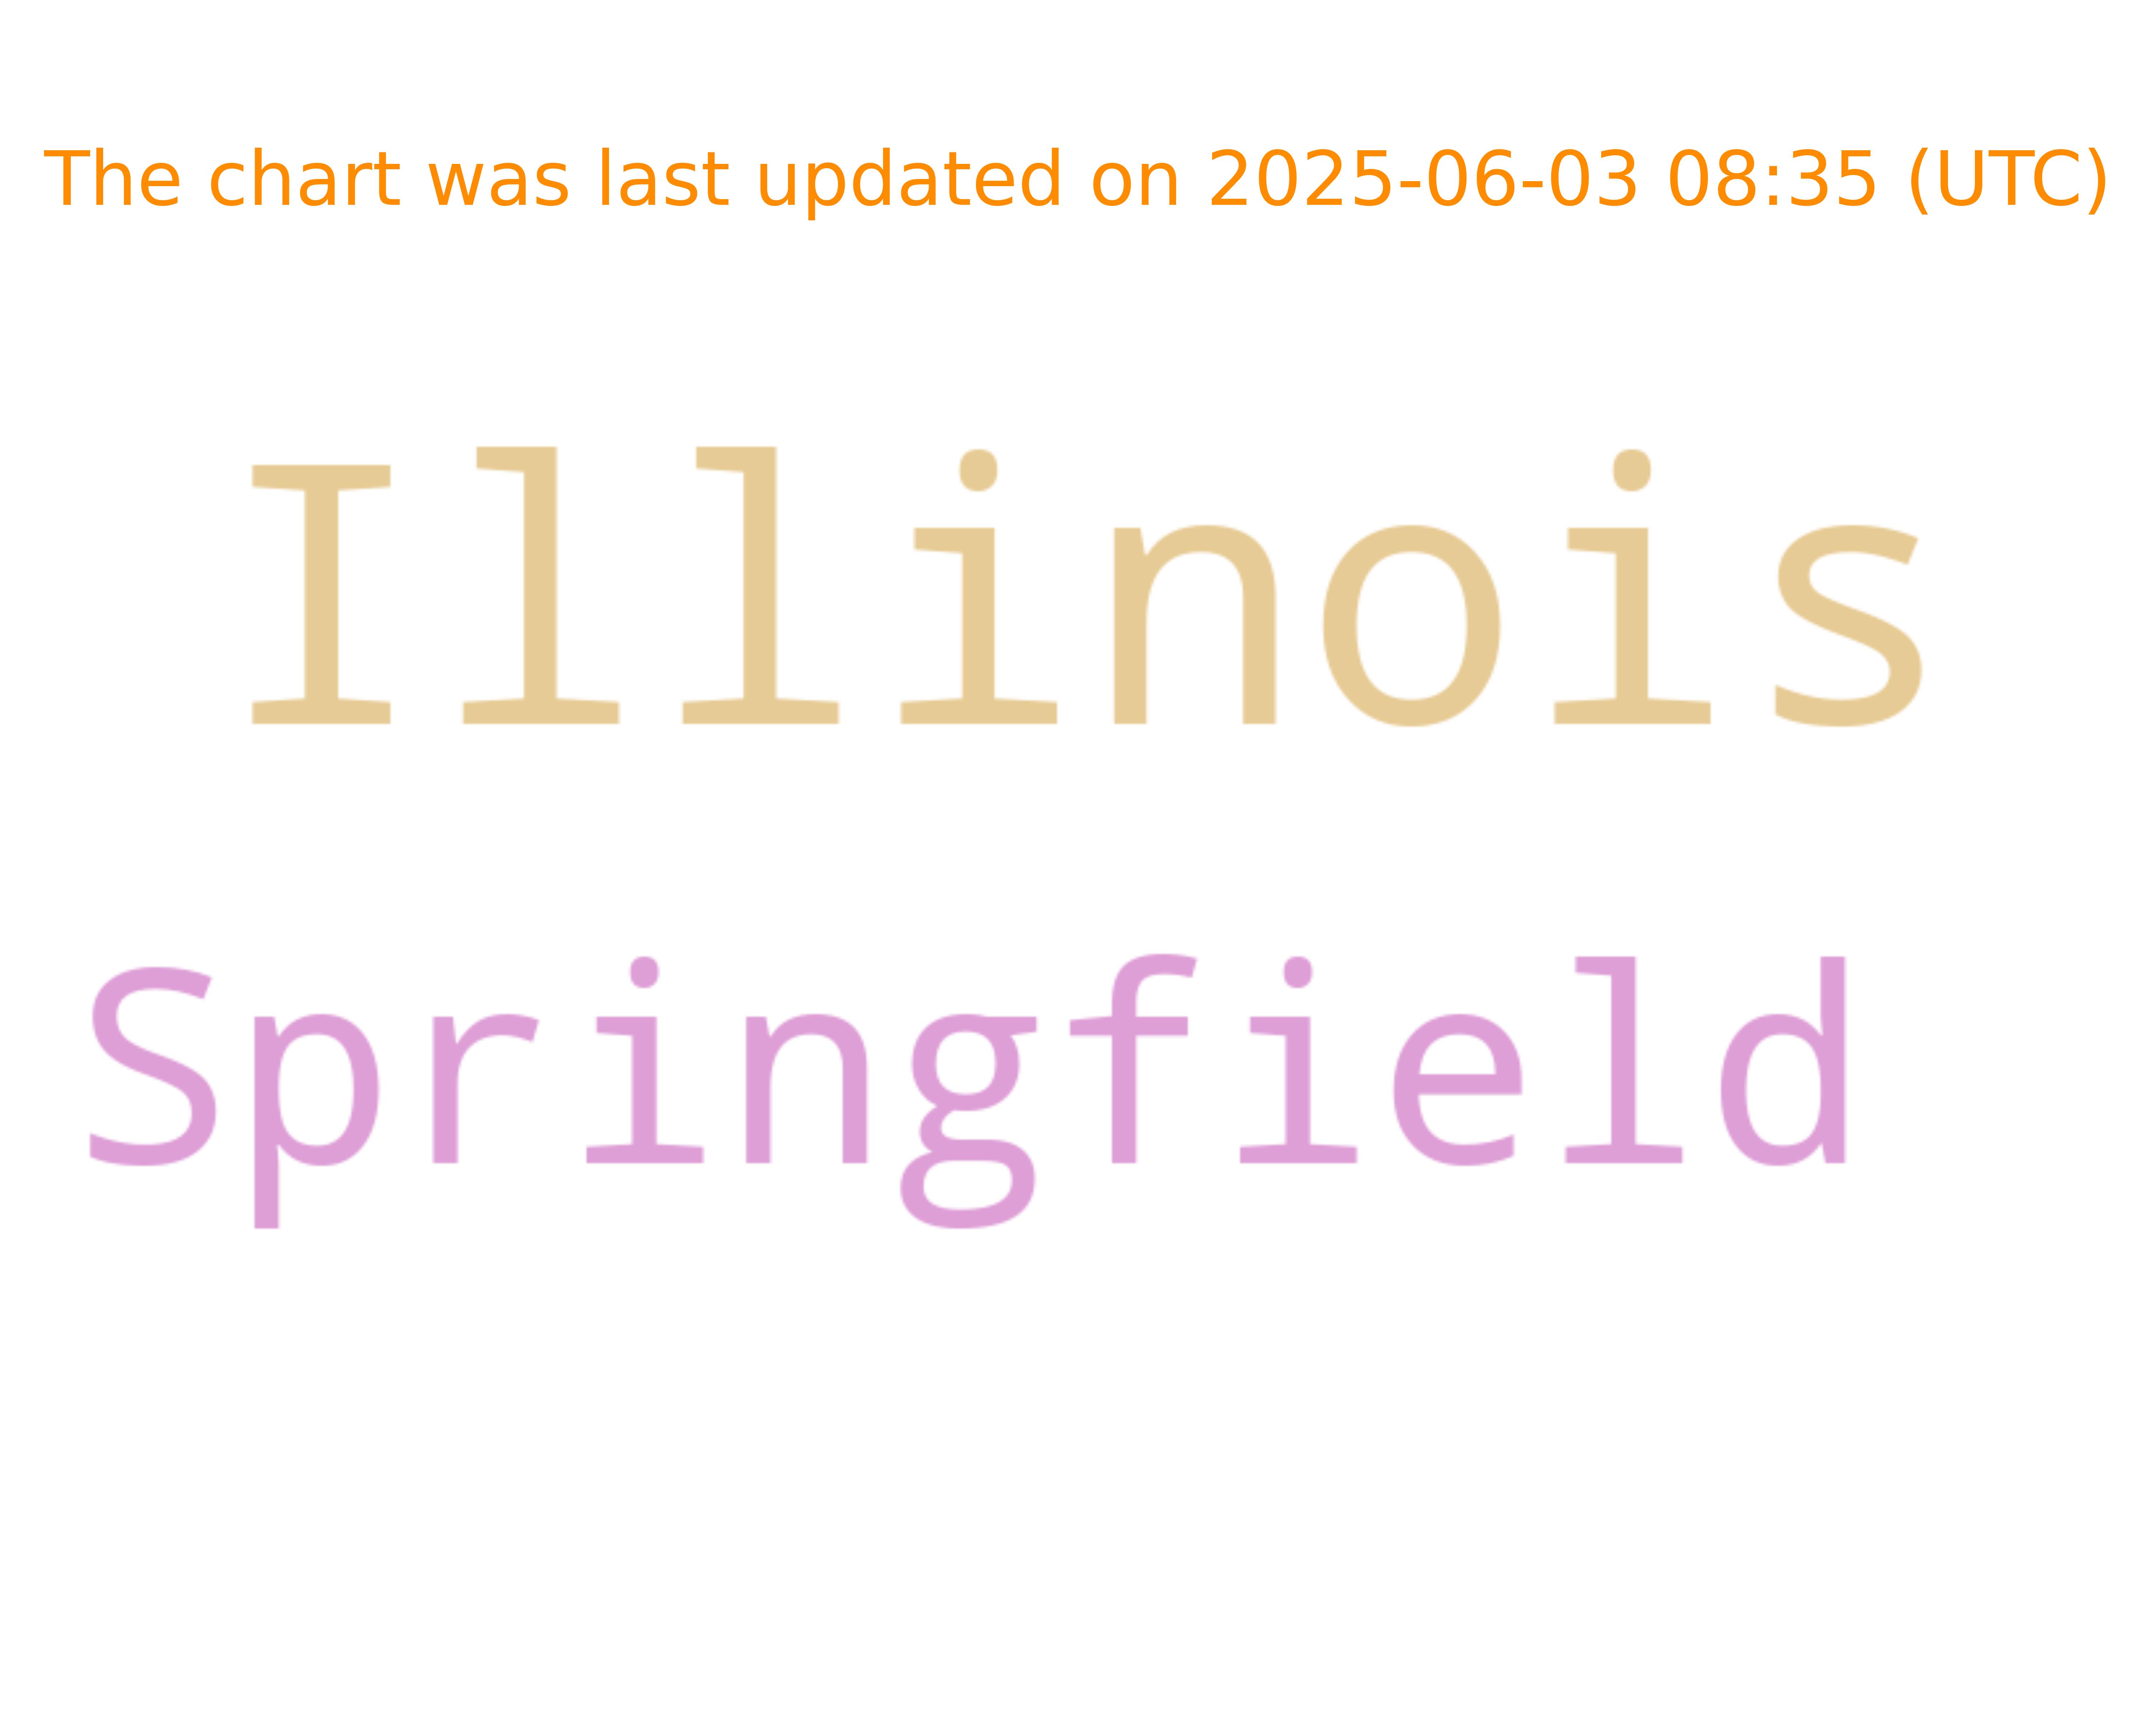 The chart was last updated on 2025-06-03 08:35 (UTC)
Illinois
Springfield